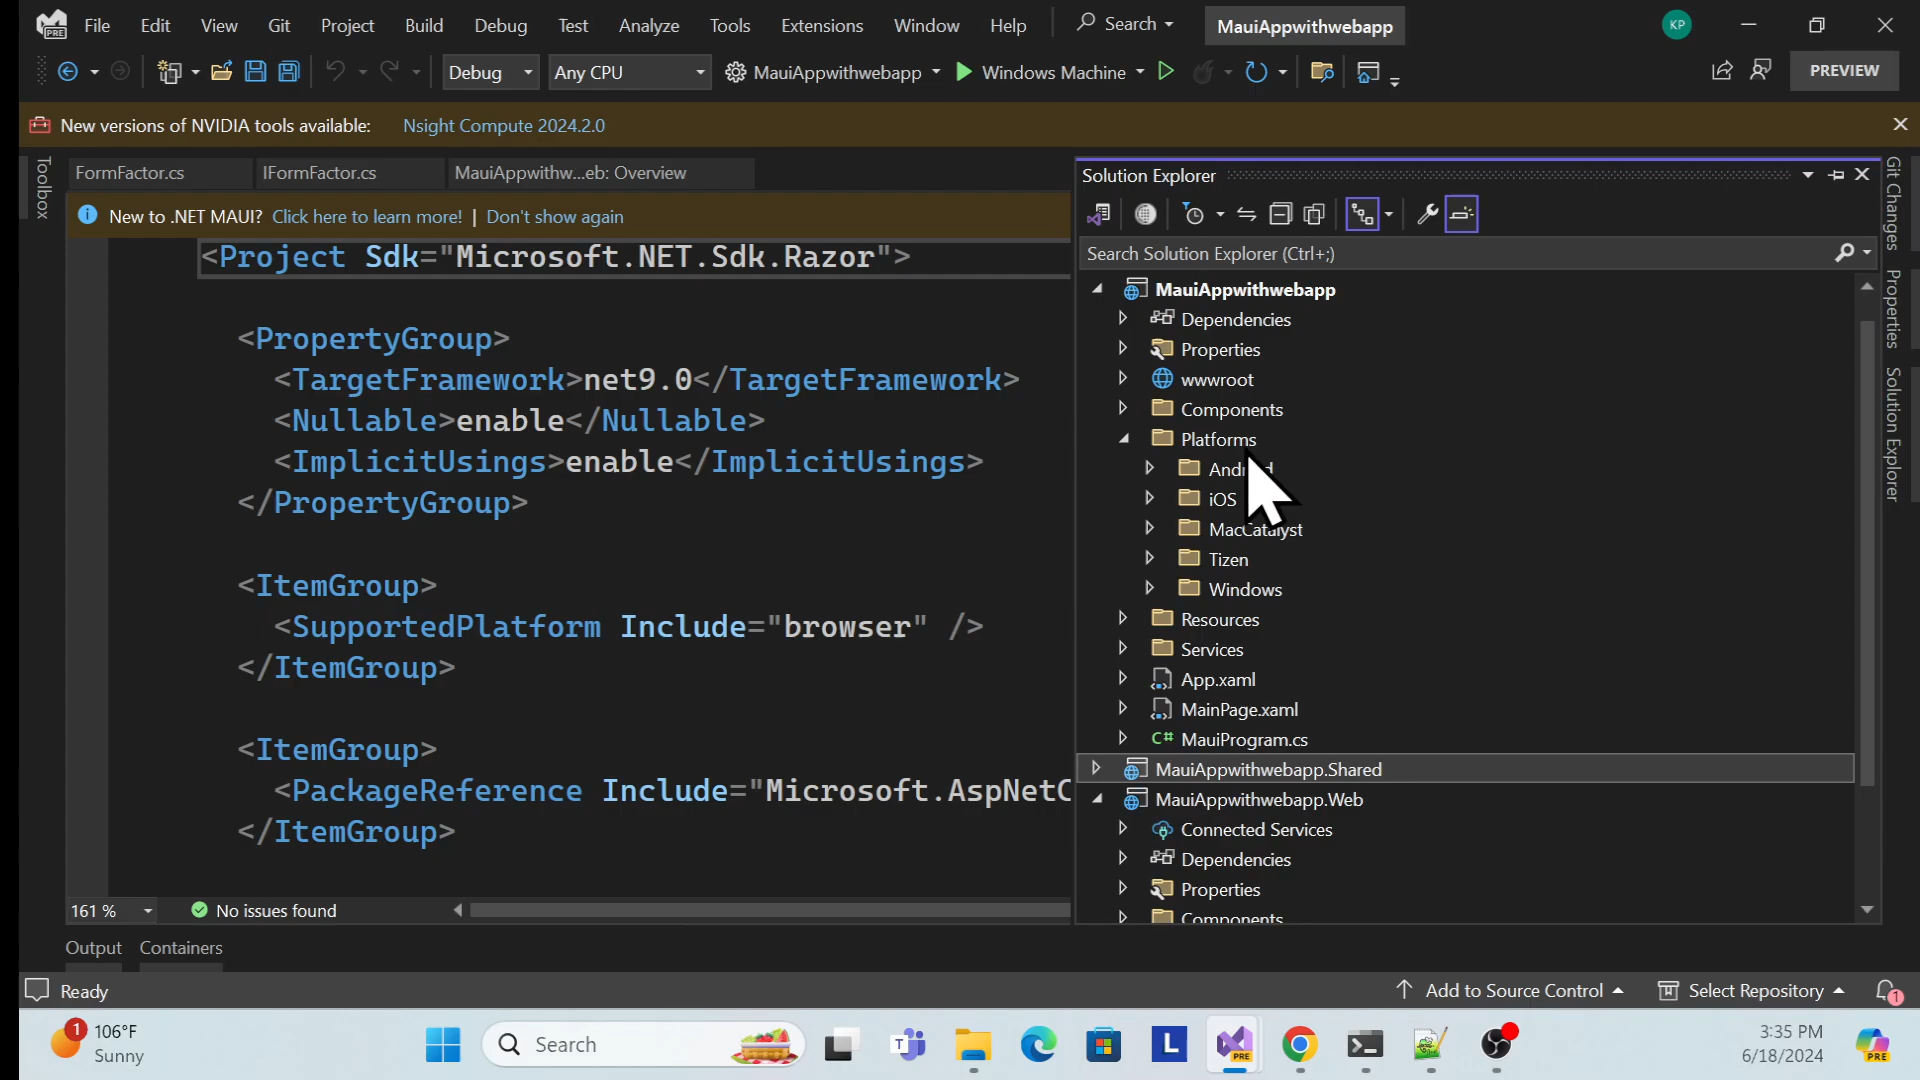 File Edit View Git Project Build Debug Test Analyze Tools Extensions Window Help Search MauiAppwithwebapp KP
Debug Any CPU MauiAppwithwebapp Windows Machine PREVIEW
New versions of NVIDIA tools available: Nsight Compute 2024.2.0
Toolbox
FormFactor.cs IFormFactor.cs MauiAppwithw...eb: Overview
New to .NET MAUI? Click here to learn more! | Don't show again
<Project Sdk="Microsoft.NET.Sdk.Razor">
<PropertyGroup>
<TargetFramework>net9.0</TargetFramework>
<Nullable>enable</Nullable>
<ImplicitUsings>enable</ImplicitUsings>
</PropertyGroup>
<ItemGroup>
<SupportedPlatform Include="browser" />
</ItemGroup>
<ItemGroup>
<PackageReference Include="Microsoft.AspNetC
</ItemGroup>
161 % No issues found
Solution Explorer
Search Solution Explorer (Ctrl+;)
MauiAppwithwebapp
Dependencies
Properties
wwwroot
Components
Platforms
iOS
MacCatalyst
Tizen
Windows
Resources
Services
App.xaml
MainPage.xaml
C# MauiProgram.cs
MauiAppwithwebapp.Shared
MauiAppwithwebapp.Web
Connected Services
Dependencies
Properties
Components
Git Changes
Properties
Solution Explorer
Output Containers
Ready Add to Source Control Select Repository 1
1 106°F
Sunny
Search
T
L
PRE
3:35 PM
6/18/2024
PRE